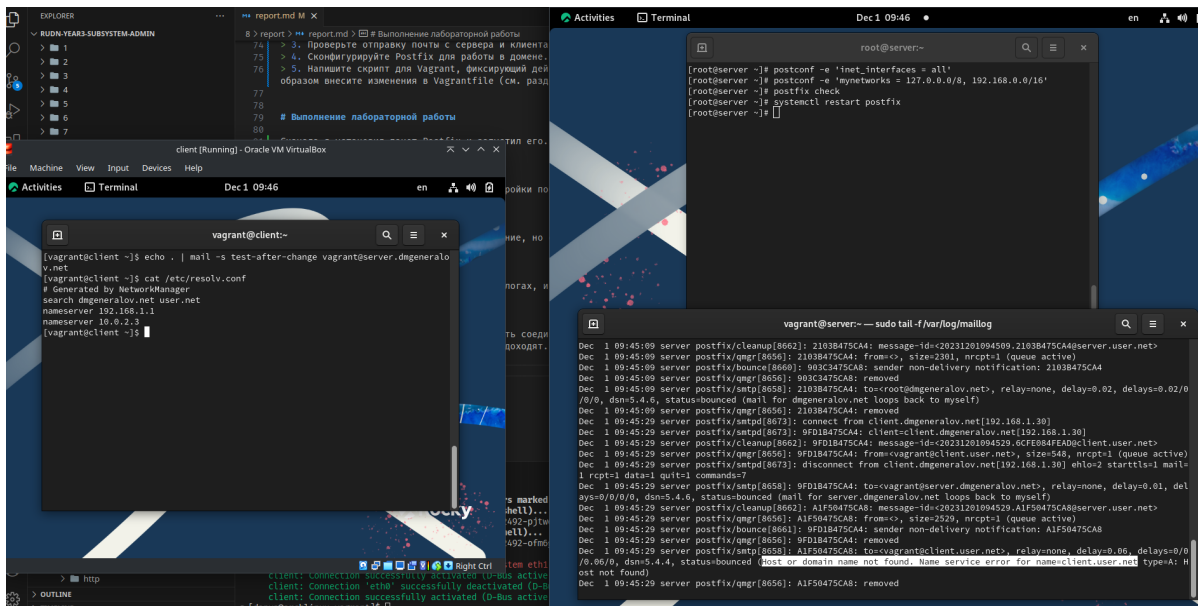 EXPLORER
RUDN-YEAR3-SUBSYSTEM-ADMIN
1
2
3
4
5
6
7
report.md M
8 > report > report.md > # Выполнение лабораторной работы
74 > 3. Проверьте отправку почты с сервера и клиента
75 > 4. Сконфигурируйте Postfix для работы в домене.
76 > 5. Напишите скрипт для Vagrant, фиксирующий дей
образом внесите изменения в Vagrantfile (см. разд
77
78
79 # Выполнение лабораторной работы
80
тил его.
ройки по
ние, но
логах, и
ть соеди
доходят.
client [Running] - Oracle VM VirtualBox
File Machine View Input Devices Help
Activities Terminal Dec 1 09:46 en
vagrant@client:~
[vagrant@client ~]$ echo . | mail -s test-after-change vagrant@server.dmgeneralo
v.net
[vagrant@client ~]$ cat /etc/resolv.conf
# Generated by NetworkManager
search dmgeneralov.net user.net
nameserver 192.168.1.1
nameserver 10.0.2.3
[vagrant@client ~]$
Right Ctrl
http
OUTLINE
client: Connection successfully activated (D-Bus active
client: Connection 'eth0' successfully deactivated (D-B
client: Connection successfully activated (D-Bus active
Activities Terminal Dec 1 09:46 en
root@server:~
[root@server ~]# postconf -e 'inet_interfaces = all'
[root@server ~]# postconf -e 'mynetworks = 127.0.0.0/8, 192.168.0.0/16'
[root@server ~]# postfix check
[root@server ~]# systemctl restart postfix
[root@server ~]#
vagrant@server:~ — sudo tail -f /var/log/maillog
Dec 1 09:45:09 server postfix/cleanup[8662]: 2103B475CA4: message-id=<20231201094509.2103B475CA4@server.user.net>
Dec 1 09:45:09 server postfix/qmgr[8656]: 2103B475CA4: from=<>, size=2301, nrcpt=1 (queue active)
Dec 1 09:45:09 server postfix/bounce[8660]: 903C3475CA8: sender non-delivery notification: 2103B475CA4
Dec 1 09:45:09 server postfix/qmgr[8656]: 903C3475CA8: removed
Dec 1 09:45:09 server postfix/smtp[8658]: 2103B475CA4: to=<root@dmgeneralov.net>, relay=none, delay=0.02, delays=0.02/0
/0/0, dsn=5.4.6, status=bounced (mail for dmgeneralov.net loops back to myself)
Dec 1 09:45:09 server postfix/qmgr[8656]: 2103B475CA4: removed
Dec 1 09:45:29 server postfix/smtpd[8673]: connect from client.dmgeneralov.net[192.168.1.30]
Dec 1 09:45:29 server postfix/smtpd[8673]: 9FD1B475CA4: client=client.dmgeneralov.net[192.168.1.30]
Dec 1 09:45:29 server postfix/cleanup[8662]: 9FD1B475CA4: message-id=<20231201094529.6CFE084FEAD@client.user.net>
Dec 1 09:45:29 server postfix/qmgr[8656]: 9FD1B475CA4: from=<vagrant@client.user.net>, size=548, nrcpt=1 (queue active)
Dec 1 09:45:29 server postfix/smtpd[8673]: disconnect from client.dmgeneralov.net[192.168.1.30] ehlo=2 starttls=1 mail=
1 rcpt=1 data=1 quit=1 commands=7
Dec 1 09:45:29 server postfix/smtp[8658]: 9FD1B475CA4: to=<vagrant@server.dmgeneralov.net>, relay=none, delay=0.01, del
ays=0/0/0/0, dsn=5.4.6, status=bounced (mail for server.dmgeneralov.net loops back to myself)
Dec 1 09:45:29 server postfix/cleanup[8662]: A1F50475CA8: message-id=<20231201094529.A1F50475CA8@server.user.net>
Dec 1 09:45:29 server postfix/qmgr[8656]: A1F50475CA8: from=<>, size=2529, nrcpt=1 (queue active)
Dec 1 09:45:29 server postfix/bounce[8661]: 9FD1B475CA4: sender non-delivery notification: A1F50475CA8
Dec 1 09:45:29 server postfix/qmgr[8656]: 9FD1B475CA4: removed
Dec 1 09:45:29 server postfix/smtp[8658]: A1F50475CA8: to=<vagrant@client.user.net>, relay=none, delay=0.06, delays=0/0
/0.06/0, dsn=5.4.4, status=bounced (Host or domain name not found. Name service error for name=client.user.net type=A: H
ost not found)
Dec 1 09:45:29 server postfix/qmgr[8656]: A1F50475CA8: removed